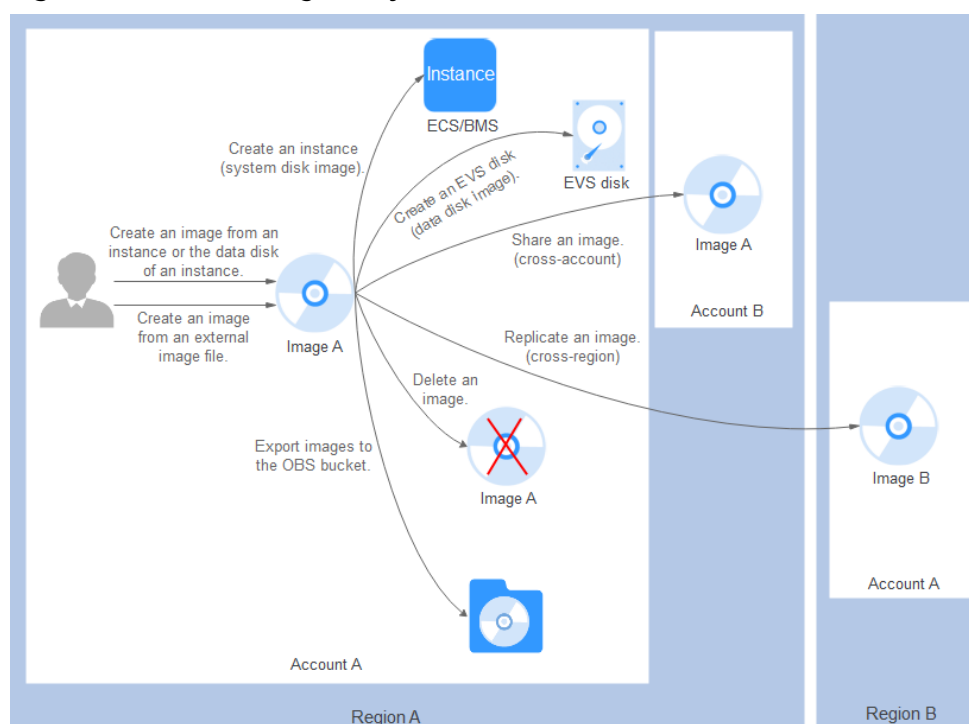 Instance
ECS/BMS
Create an instance
(system disk image).
Create an EVS disk
(data disk image).
EVS disk
Create an image from an
instance or the data disk
of an instance.
Share an image.
(cross-account)
Image A
Account B
Create an image
from an external
image file.
Image A
Replicate an image.
(cross-region)
Delete an
image.
Export images to
the OBS bucket.
Image A
Image B
Account A
Account A
Region A
Region B